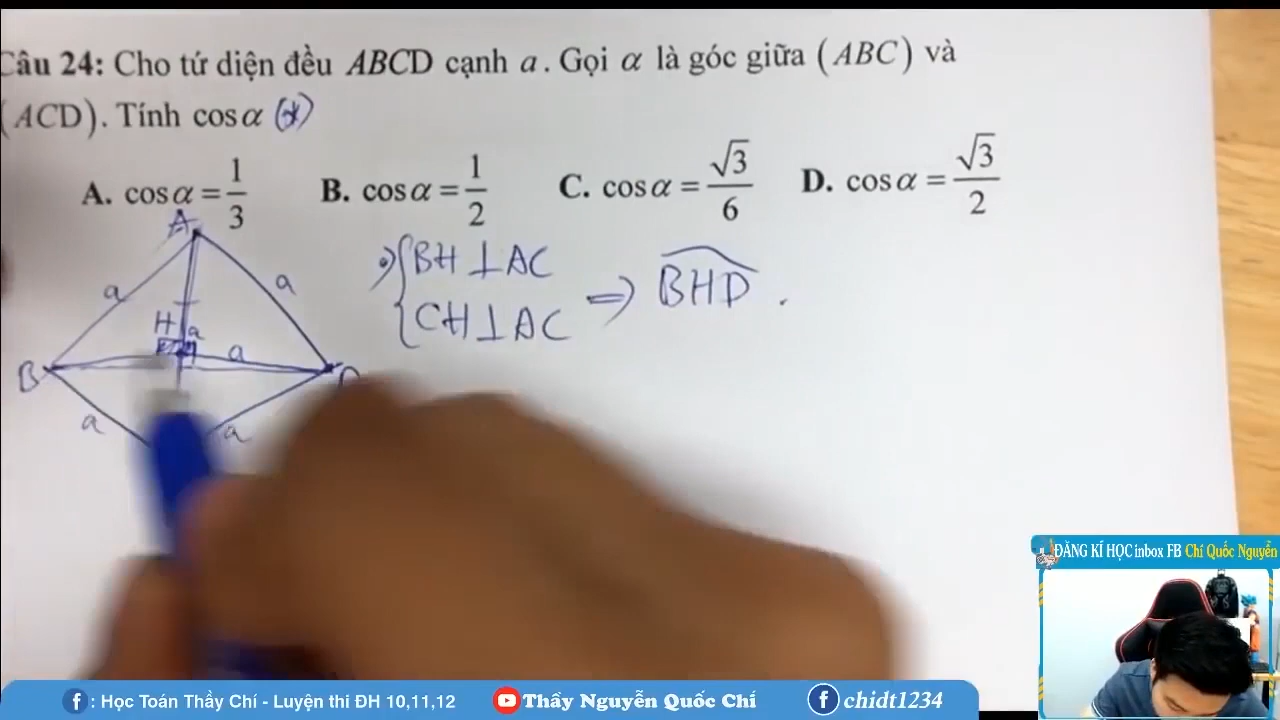 Câu 24: Cho tứ diện đều ABCD cạnh a. Gọi α là góc giữa (ABC) và
(ACD). Tính cosα (*)
A. cosα = 1/3 B. cosα = 1/2 C. cosα = √3/6 D. cosα = √3/2
A
a
a
H
a
a
B
a
a
BH ⊥ AC
CH ⊥ AC
⇒ BHD.
ĐĂNG KÍ HỌC inbox FB Chí Quốc Nguyễn
: Học Toán Thầy Chí - Luyện thi ĐH 10,11,12
Thầy Nguyễn Quốc Chí
chidt1234